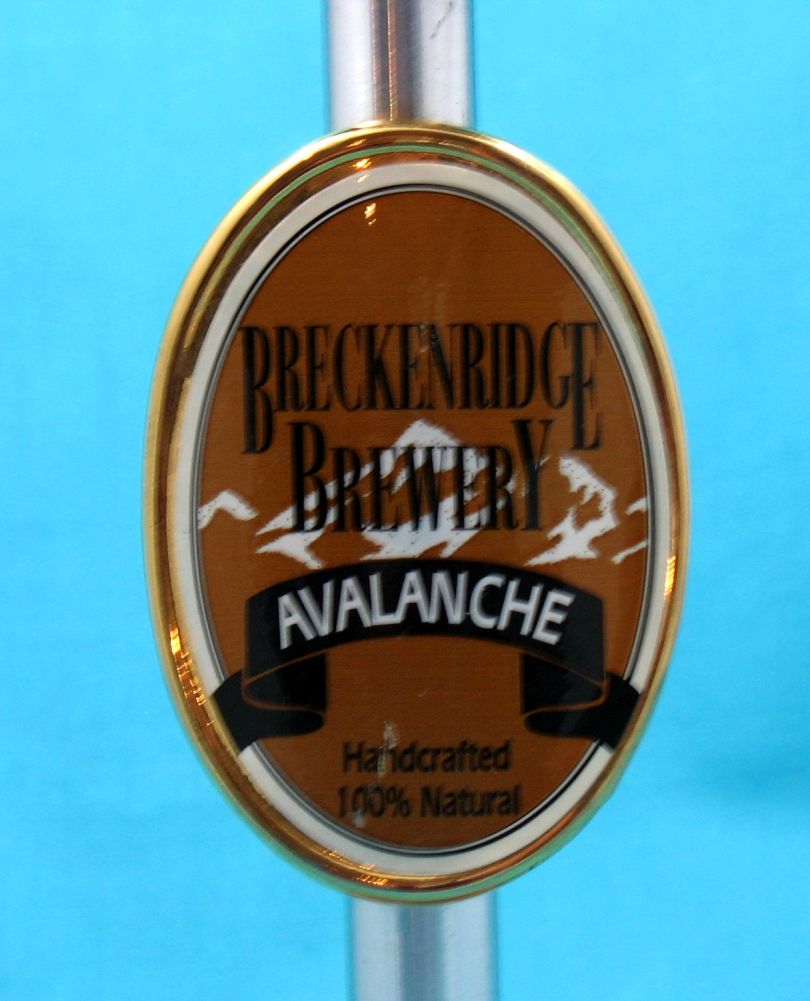 BRECKENRIDGE
BREWERY
AVALANCHE
Handcrafted
100% Natural